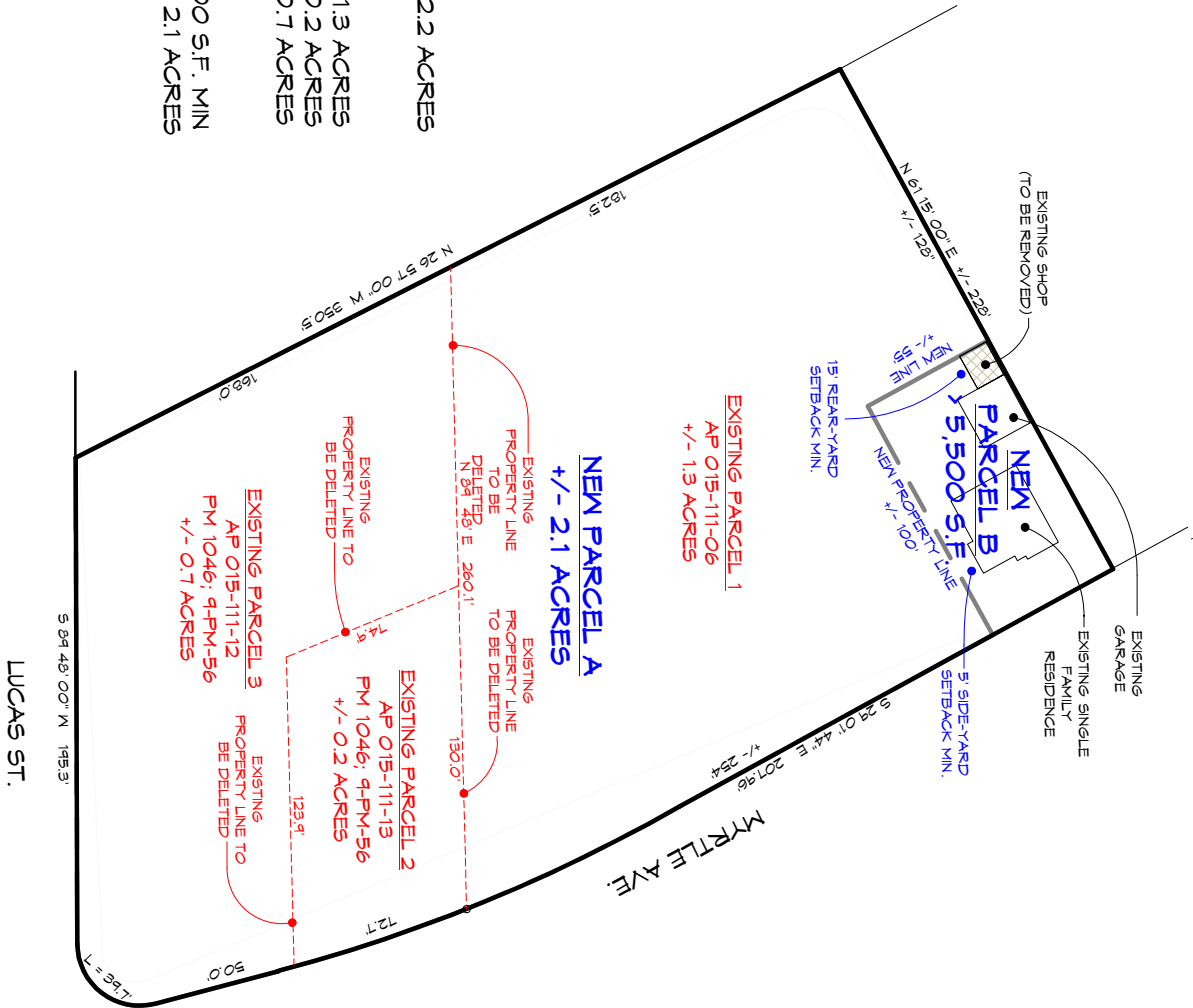 2.2 ACRES
1.3 ACRES
0.2 ACRES
0.7 ACRES
00 S.F. MIN
2.1 ACRES
EXISTING SHOP
(TO BE REMOVED)
N 61 15' 00" E +/- 228'
+/- 128"
NEW LINE
+/- 55'
15' REAR-YARD
SETBACK MIN.
NEW
PARCEL B
> 5,500 S.F
NEW PROPERTY LINE
+/- 100'
EXISTING
GARAGE
EXISTING SINGLE
FAMILY
RESIDENCE
5' SIDE-YARD
SETBACK MIN.
182.5'
N 26 57' 00" W 350.5'
168.0'
EXISTING PARCEL 1
AP 015-111-06
+/- 1.3 ACRES
NEW PARCEL A
+/- 2.1 ACRES
EXISTING
PROPERTY LINE
TO BE
DELETED
N 89 48' E 260.1'
130.0'
EXISTING
PROPERTY LINE
TO BE DELETED
EXISTING
PROPERTY LINE TO
BE DELETED
74.9'
EXISTING PARCEL 2
AP 015-111-13
PM 1046; 9-PM-56
+/- 0.2 ACRES
EXISTING PARCEL 3
AP 015-111-12
PM 1046; 9-PM-56
+/- 0.7 ACRES
123.9'
EXISTING
PROPERTY LINE TO
BE DELETED
S 29 01' 44" E 207.96'
+/- 254'
MYRTLE AVE.
72.7'
50.0'
L = 39.7'
S 89 48' 00" W 195.3'
LUCAS ST.